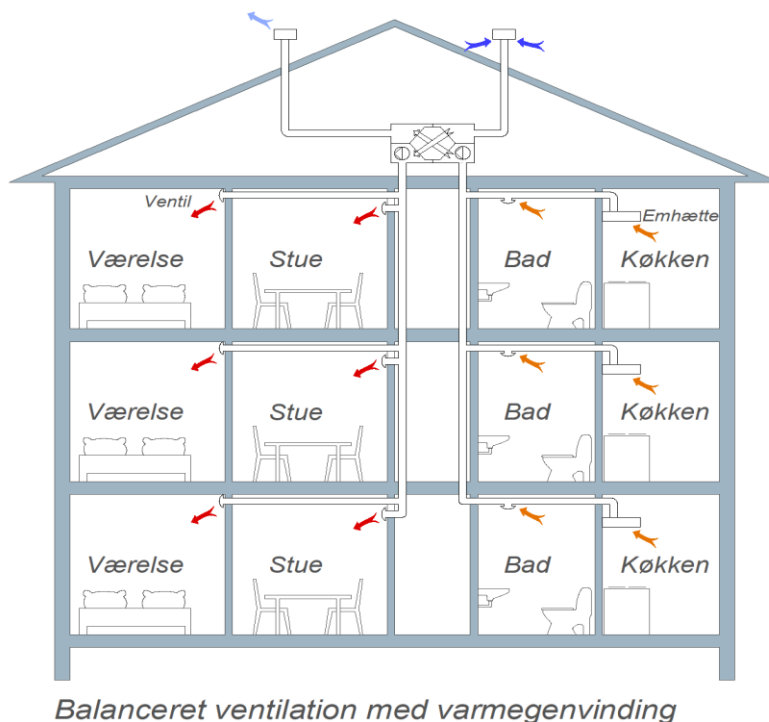 Ventil
Emhætte
Værelse
Stue
Bad
Køkken
Værelse
Stue
Bad
Køkken
Værelse
Stue
Bad
Køkken
Balanceret ventilation med varmegenvinding